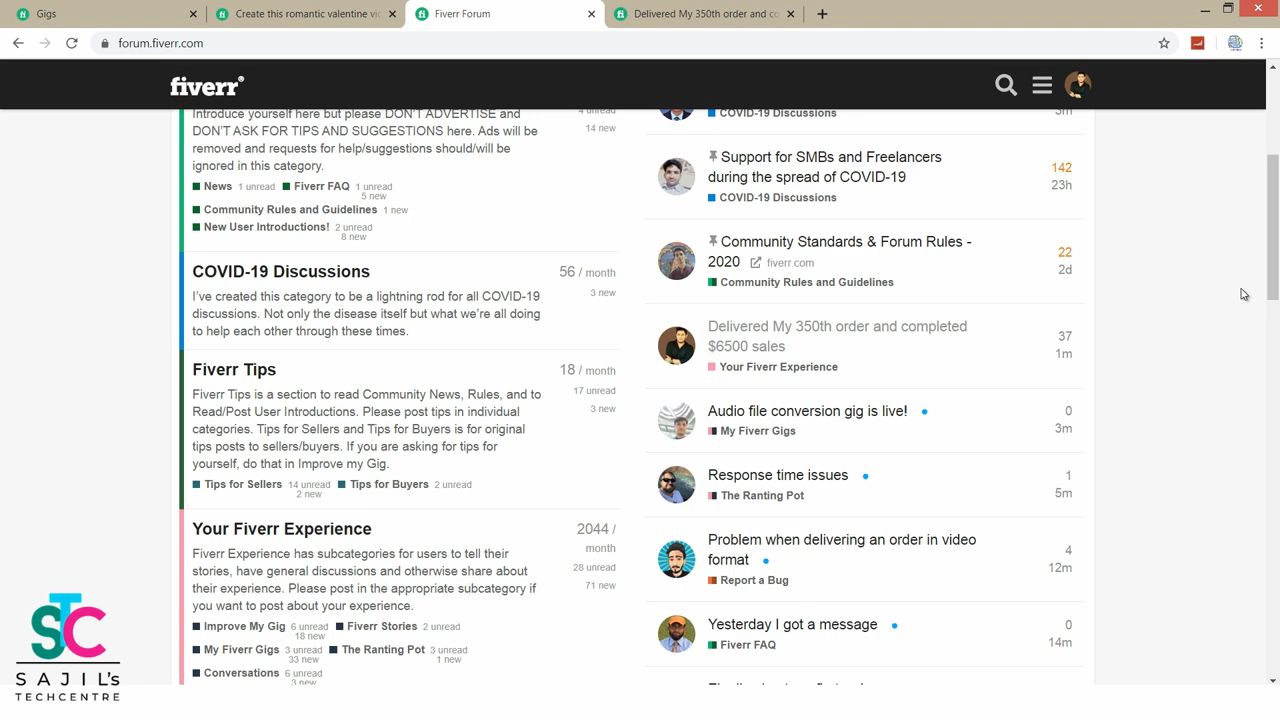 Gigs
Create this romantic valentine vi
Fiverr Forum
Delivered My 350th order and co
forum.fiverr.com
fiverr®
Introduce yourself here but please DON'T ADVERTISE and
DON'T ASK FOR TIPS AND SUGGESTIONS here. Ads will be
removed and requests for help/suggestions should/will be
ignored in this category.
4 unread
14 new
News 1 unread Fiverr FAQ 1 unread
5 new
Community Rules and Guidelines 1 new
New User Introductions! 2 unread
8 new
COVID-19 Discussions
56 / month
3 new
I've created this category to be a lightning rod for all COVID-19
discussions. Not only the disease itself but what we're all doing
to help each other through these times.
Fiverr Tips
18 / month
17 unread
3 new
Fiverr Tips is a section to read Community News, Rules, and to
Read/Post User Introductions. Please post tips in individual
categories. Tips for Sellers and Tips for Buyers is for original
tips posts to sellers/buyers. If you are asking for tips for
yourself, do that in Improve my Gig.
Tips for Sellers 14 unread Tips for Buyers 2 unread
2 new
Your Fiverr Experience
2044 /
month
28 unread
71 new
Fiverr Experience has subcategories for users to tell their
stories, have general discussions and otherwise share about
their experience. Please post in the appropriate subcategory if
you want to post about your experience.
Improve My Gig 6 unread Fiverr Stories 2 unread
18 new
My Fiverr Gigs 3 unread The Ranting Pot 3 unread
33 new 1 new
Conversations 6 unread
3 new
COVID-19 Discussions
3m
Support for SMBs and Freelancers
during the spread of COVID-19
COVID-19 Discussions
142
23h
Community Standards & Forum Rules -
2020 fiverr.com
Community Rules and Guidelines
22
2d
Delivered My 350th order and completed
$6500 sales
Your Fiverr Experience
37
1m
Audio file conversion gig is live!
My Fiverr Gigs
0
3m
Response time issues
The Ranting Pot
1
5m
Problem when delivering an order in video
format
Report a Bug
4
12m
Yesterday I got a message
Fiverr FAQ
0
14m
STC
SAJIL's
TECHCENTRE